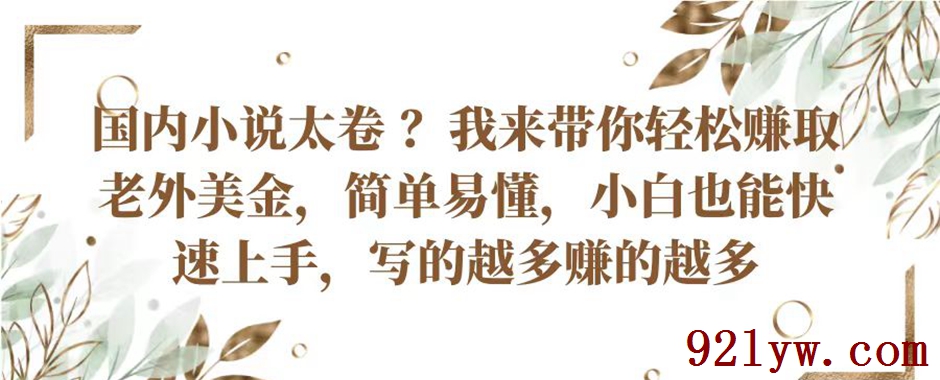 国内小说太卷？我来带你轻松赚取
老外美金，简单易懂，小白也能快
速上手，写的越多赚的越多
921yw.com